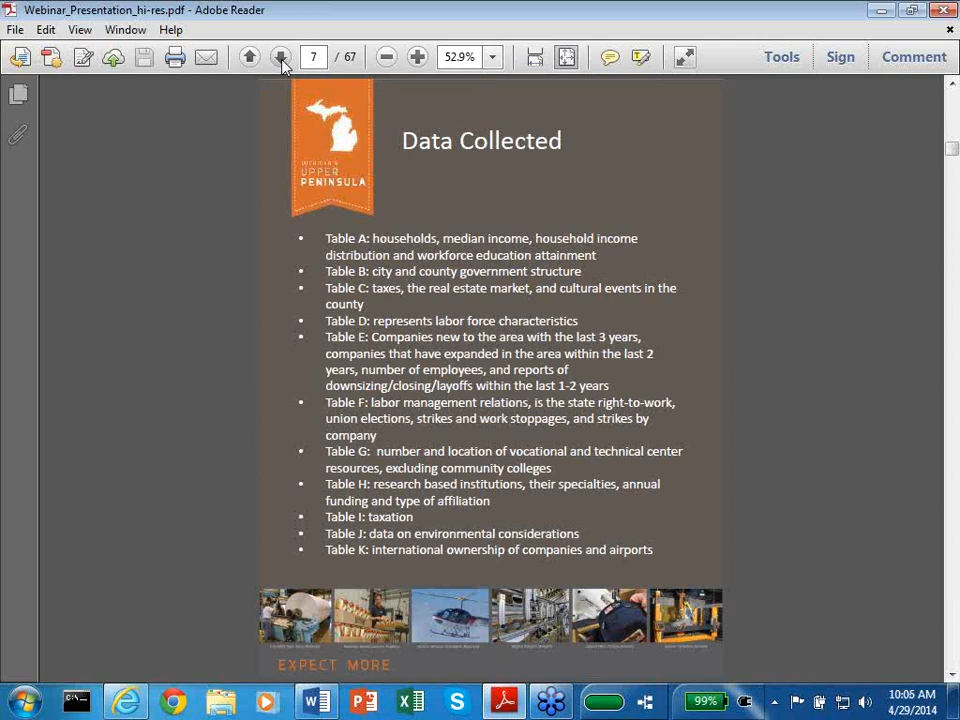 Webinar_Presentation_hi-res.pdf - Adobe Reader
File Edit View Window Help
7 / 67 52.9% Tools Sign Comment
Data Collected
UPPER
PENINSULA
• Table A: households, median income, household income
distribution and workforce education attainment
• Table B: city and county government structure
• Table C: taxes, the real estate market, and cultural events in the
county
• Table D: represents labor force characteristics
• Table E: Companies new to the area with the last 3 years,
companies that have expanded in the area within the last 2
years, number of employees, and reports of
downsizing/closing/layoffs within the last 1-2 years
• Table F: labor management relations, is the state right-to-work,
union elections, strikes and work stoppages, and strikes by
company
• Table G: number and location of vocational and technical center
resources, excluding community colleges
• Table H: research based institutions, their specialties, annual
funding and type of affiliation
• Table I: taxation
• Table J: data on environmental considerations
• Table K: international ownership of companies and airports
EXPECT MORE
99%
10:05 AM
4/29/2014